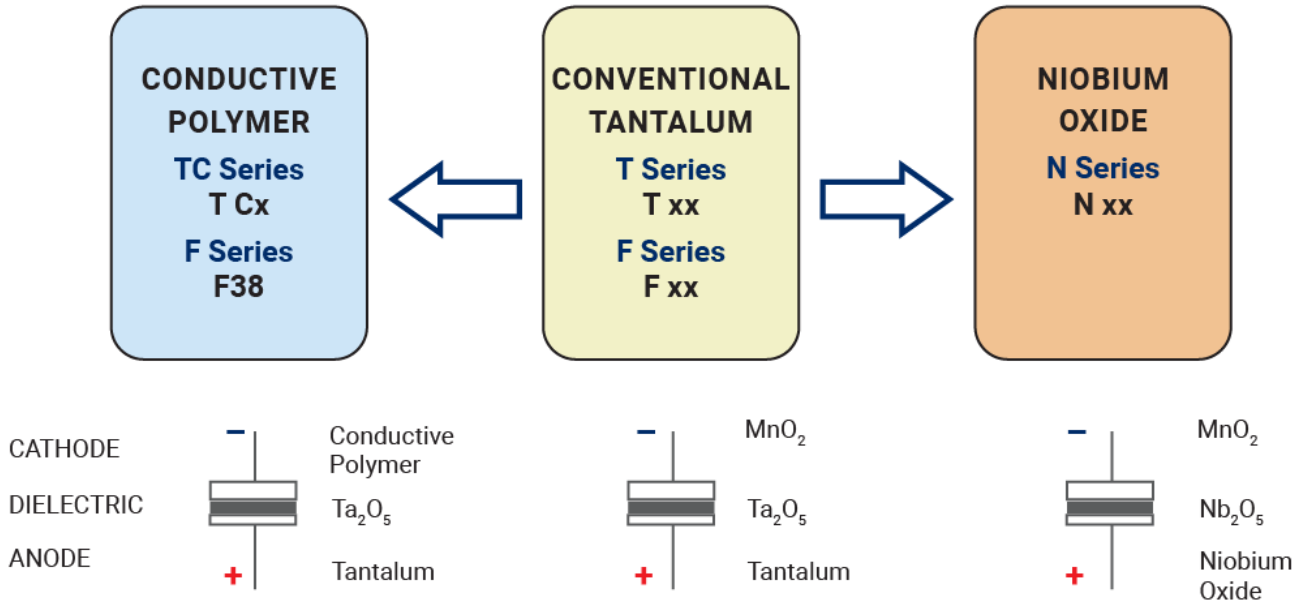 CONDUCTIVE
POLYMER
TC Series
T Cx
F Series
F38
CONVENTIONAL
TANTALUM
T Series
T xx
F Series
F xx
NIOBIUM
OXIDE
N Series
N xx
CATHODE
DIELECTRIC
ANODE
−
Conductive
Polymer
Ta₂O₅
+
Tantalum
−
MnO₂
Ta₂O₅
+
Tantalum
−
MnO₂
Nb₂O₅
+
Niobium
Oxide